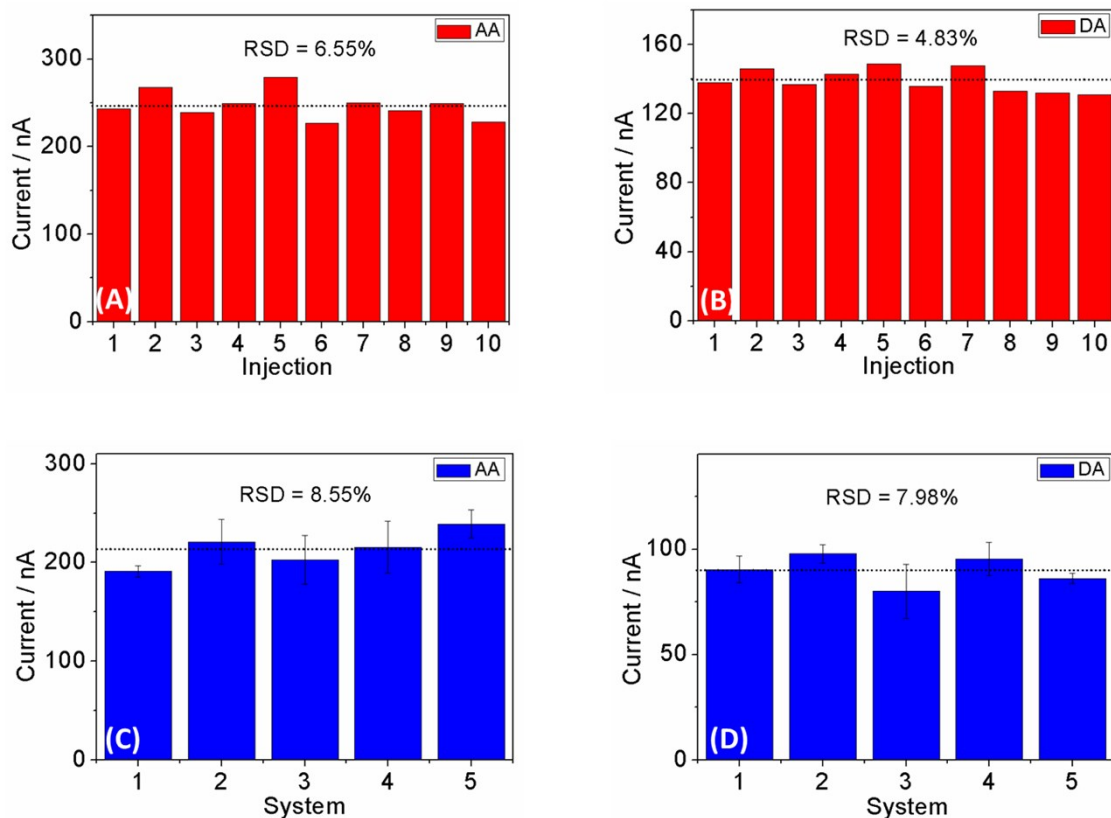 AA
RSD = 6.55%
300
200
100
0
Current / nA
(A)
1 2 3 4 5 6 7 8 9 10
Injection
DA
RSD = 4.83%
160
120
80
40
0
Current / nA
(B)
1 2 3 4 5 6 7 8 9 10
Injection
AA
RSD = 8.55%
300
200
100
0
Current / nA
(C)
1 2 3 4 5
System
DA
RSD = 7.98%
100
50
0
Current / nA
(D)
1 2 3 4 5
System